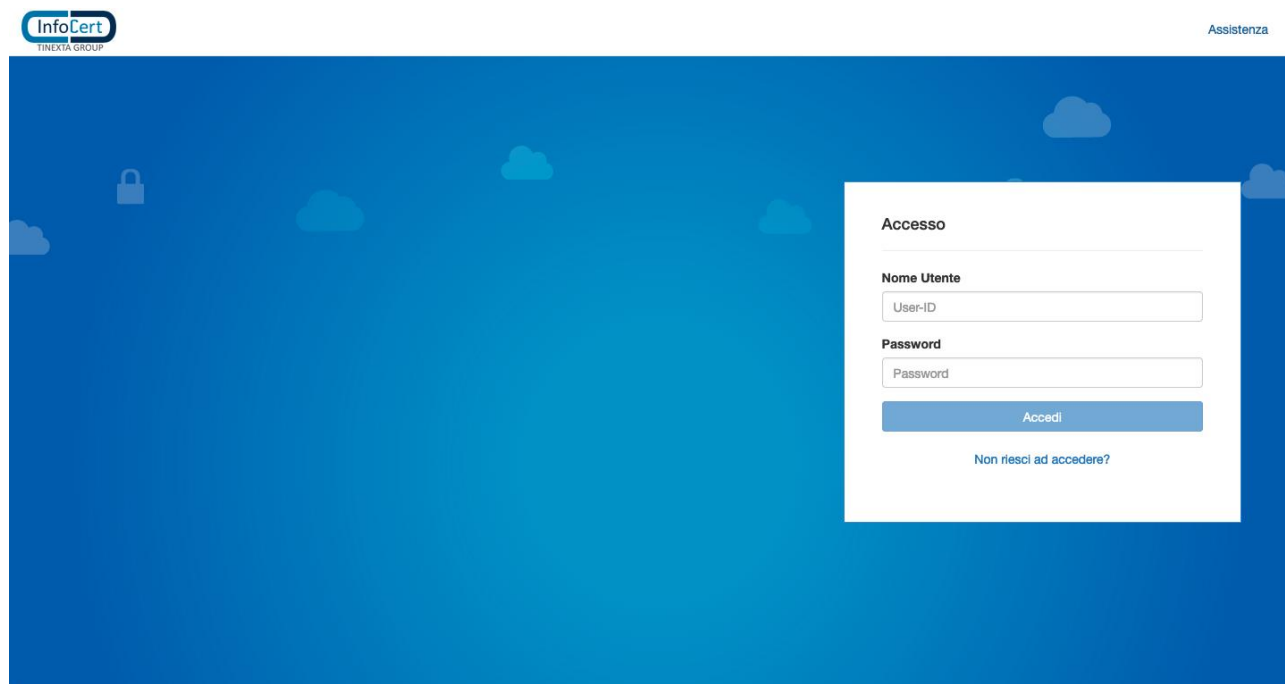 InfoCert
TINEXTA GROUP
Assistenza
Accesso
Nome Utente
User-ID
Password
Password
Accedi
Non riesci ad accedere?